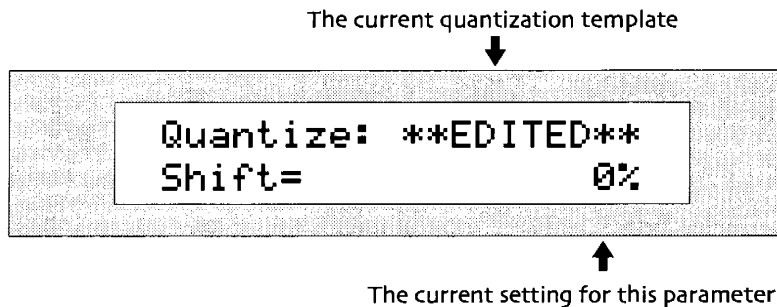 The current quantization template
Quantize: **EDITED**
Shift= 0%
The current setting for this parameter